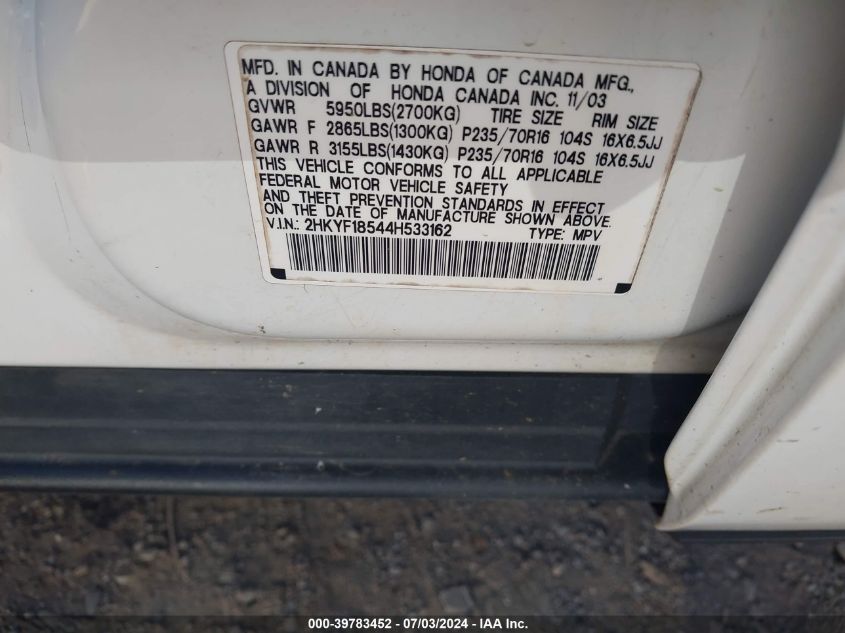 MFD. IN CANADA BY HONDA OF CANADA MFG.,
A DIVISION OF HONDA CANADA INC. 11/03
GVWR 5950LBS(2700KG) TIRE SIZE RIM SIZE
GAWR F 2865LBS(1300KG) P235/70R16 104S 16X6.5JJ
GAWR R 3155LBS(1430KG) P235/70R16 104S 16X6.5JJ
THIS VEHICLE CONFORMS TO ALL APPLICABLE
FEDERAL MOTOR VEHICLE SAFETY
AND THEFT PREVENTION STANDARDS IN EFFECT
ON THE DATE OF MANUFACTURE SHOWN ABOVE.
V.I.N.: 2HKYF18544H533162 TYPE: MPV
000-39783452 - 07/03/2024 - IAA Inc.